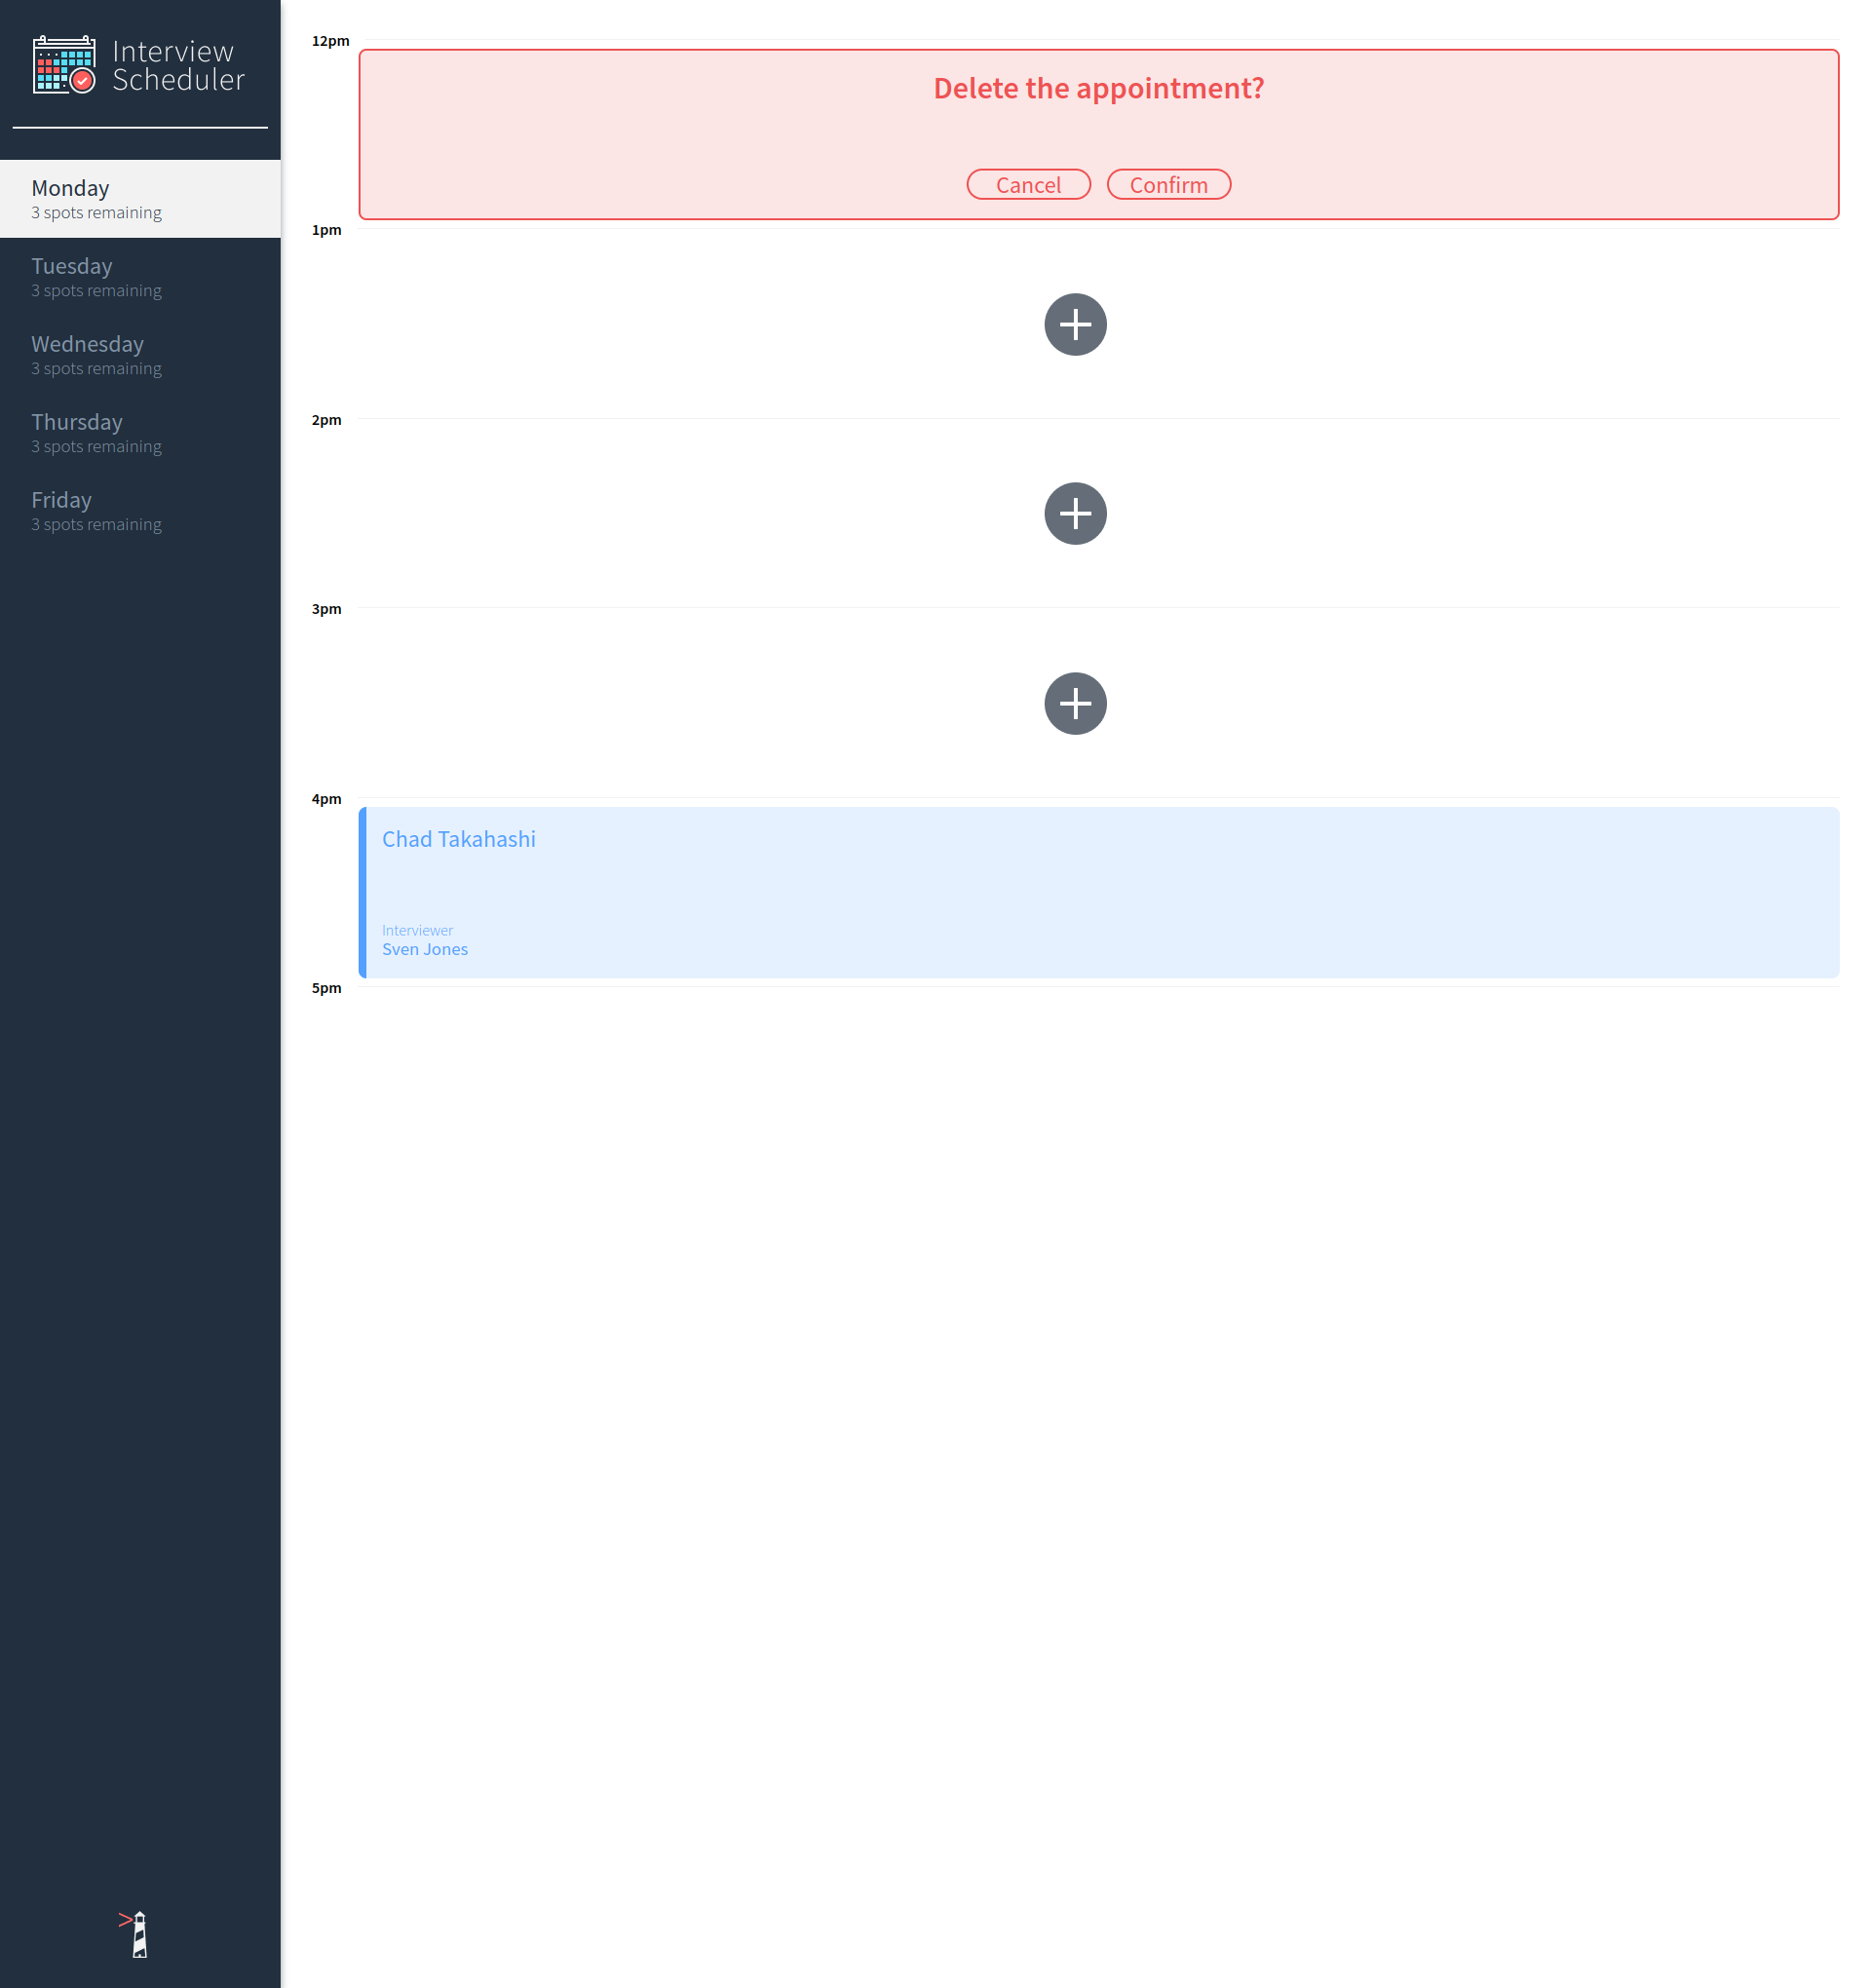 Interview
Scheduler
Monday
3 spots remaining
Tuesday
3 spots remaining
Wednesday
3 spots remaining
Thursday
3 spots remaining
Friday
3 spots remaining
12pm
Delete the appointment?
Cancel Confirm
1pm
2pm
3pm
4pm
Chad Takahashi
Interviewer
Sven Jones
5pm